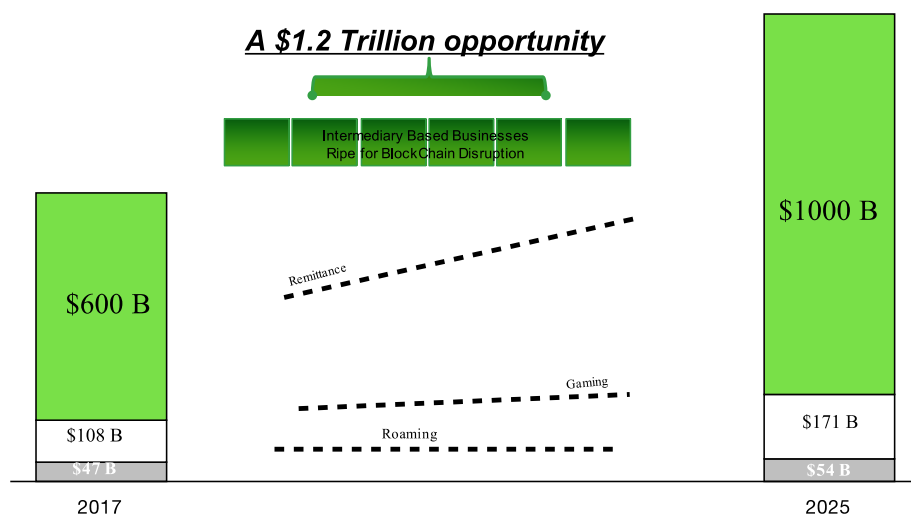 A $1.2 Trillion opportunity
Intermediary Based Businesses
Ripe for BlockChain Disruption
$1000 B
Remittance
$600 B
Gaming
$108 B
Roaming
$171 B
$47 B
$54 B
2017
2025